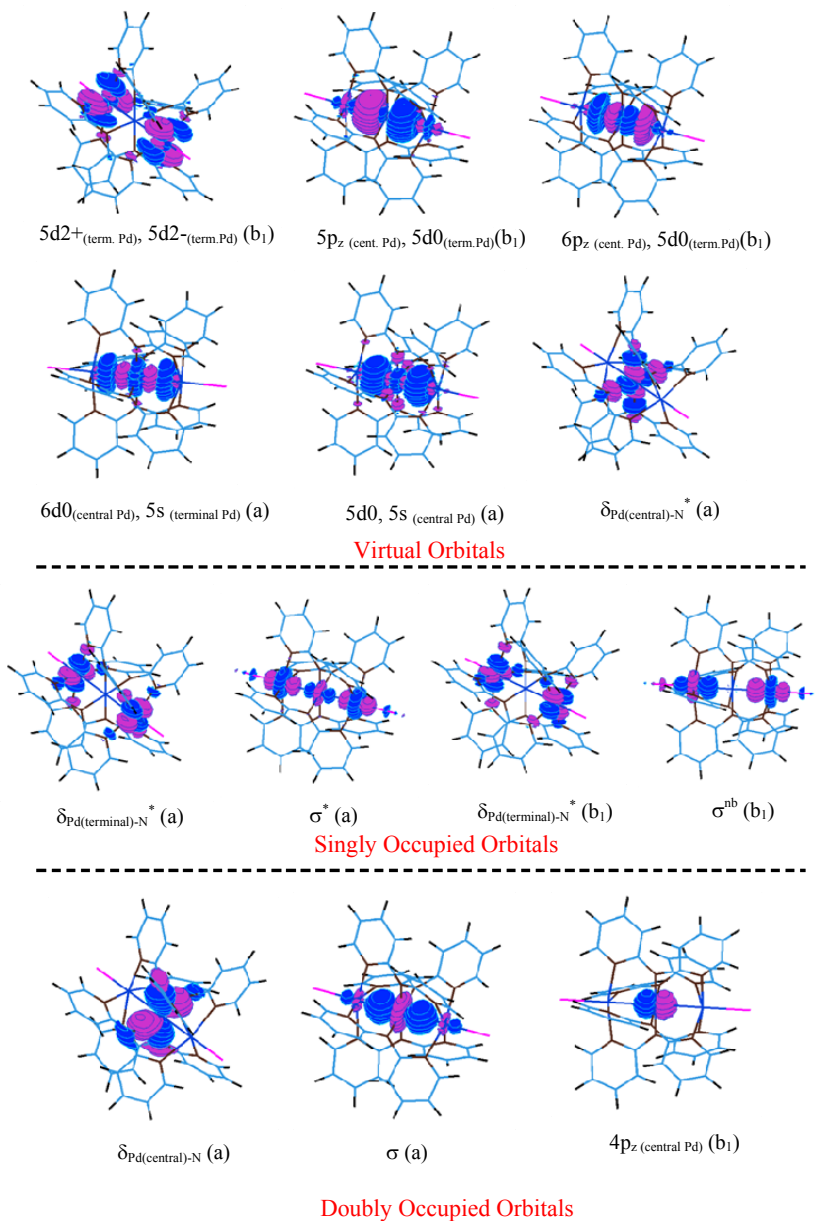 5d2+(term. Pd), 5d2-(term.Pd) (b1) 5pz (cent. Pd), 5d0(term.Pd)(b1) 6pz (cent. Pd), 5d0(term.Pd)(b1)
6d0(central Pd), 5s (terminal Pd) (a) 5d0, 5s (central Pd) (a) δPd(central)-N* (a)
Virtual Orbitals
δPd(terminal)-N* (a) σ* (a) δPd(terminal)-N* (b1) σnb (b1)
Singly Occupied Orbitals
δPd(central)-N (a) σ (a) 4pz (central Pd) (b1)
Doubly Occupied Orbitals